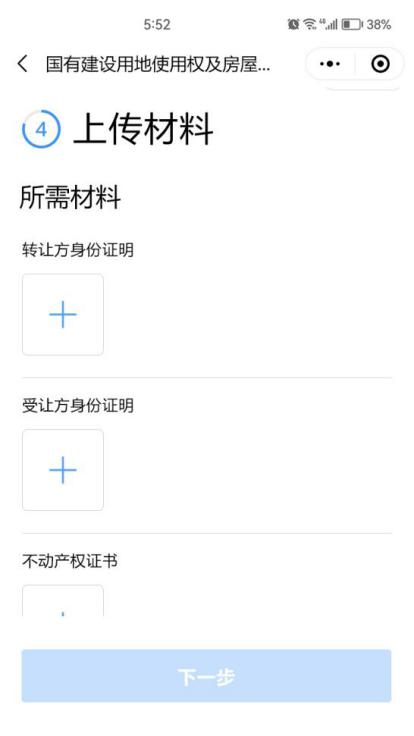 5:52
38%
国有建设用地使用权及房屋...
4 上传材料
所需材料
转让方身份证明
受让方身份证明
不动产权证书
下一步